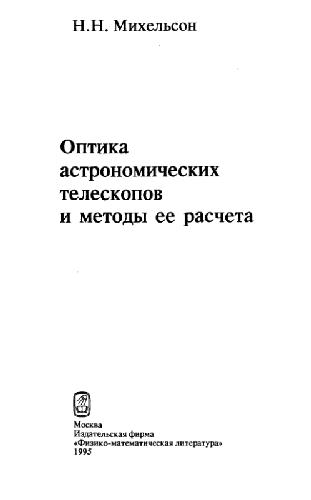 Н.Н. Михельсон
Оптика
астрономических
телескопов
и методы ее расчета
Москва
Издательская фирма
«Физико-математическая литература»
1995